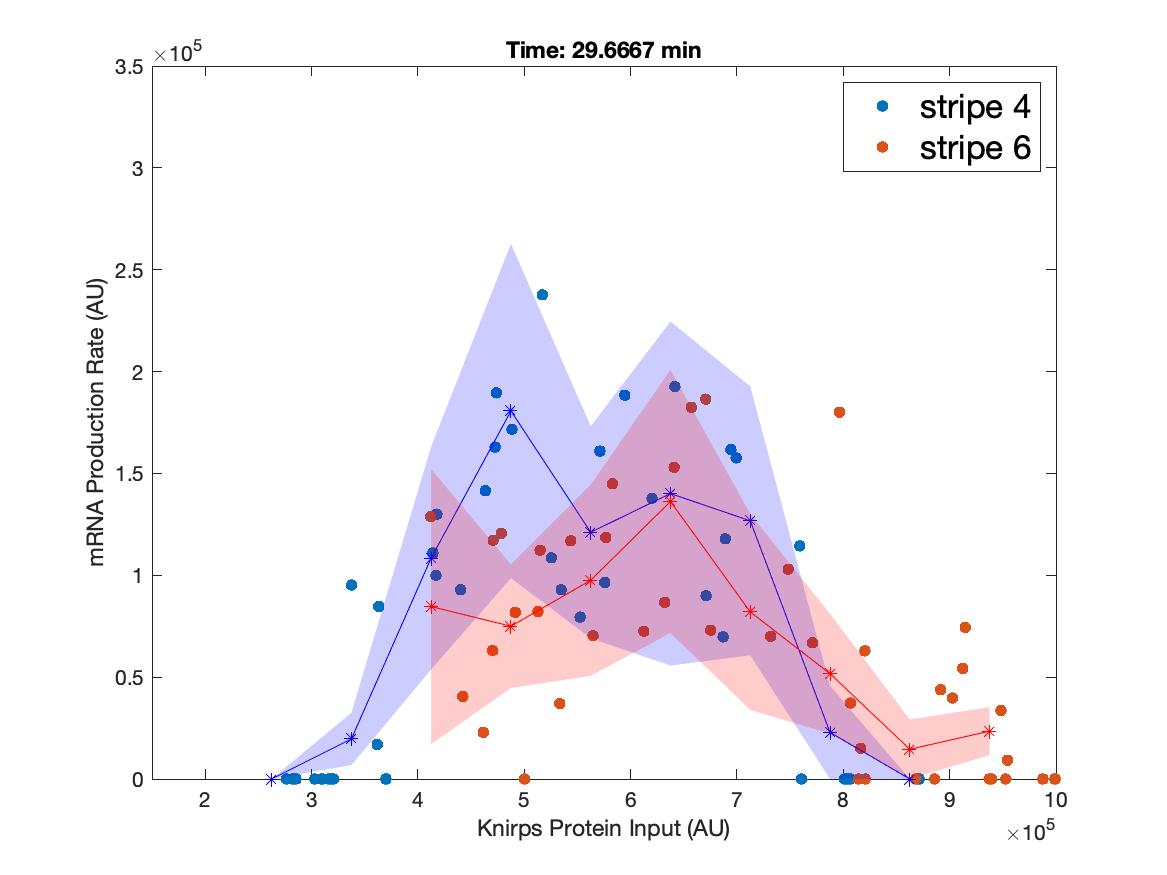 Time: 29.6667 min
×10⁵
3.5
3
2.5
2
1.5
1
0.5
0
mRNA Production Rate (AU)
stripe 4
stripe 6
2 3 4 5 6 7 8 9 10
Knirps Protein Input (AU)
×10⁵